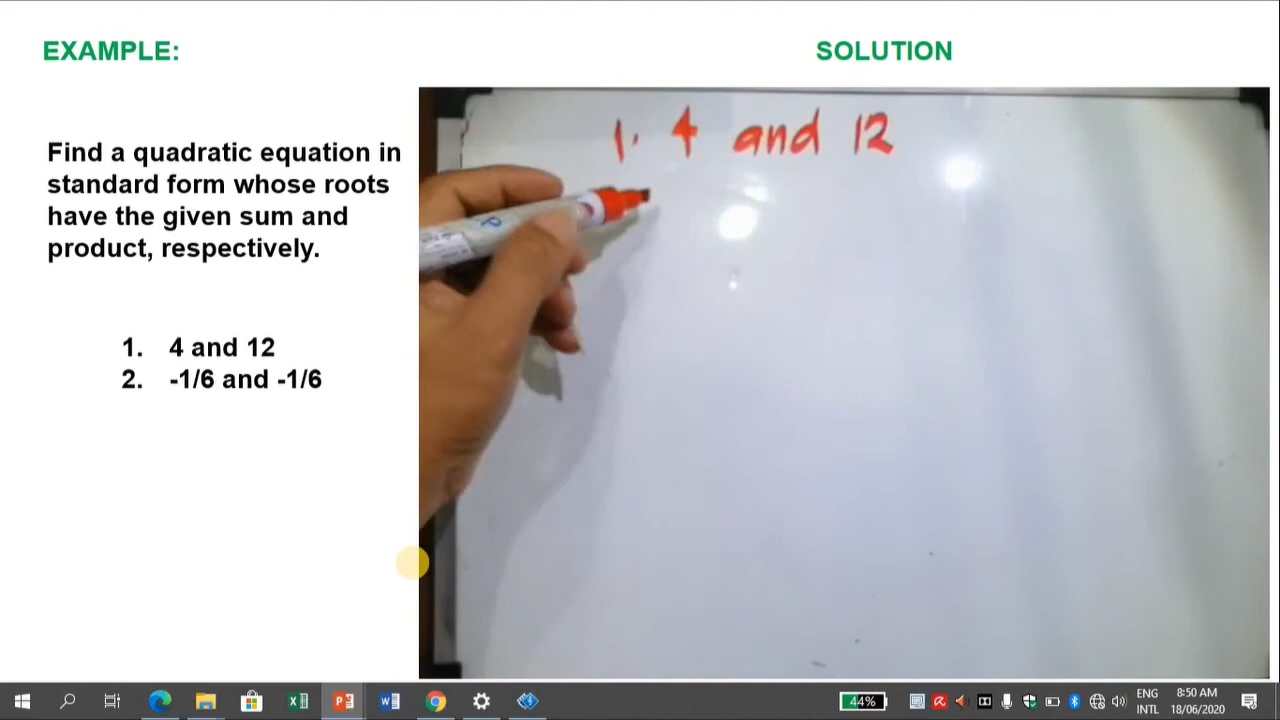 EXAMPLE:
SOLUTION
Find a quadratic equation in
standard form whose roots
have the given sum and
product, respectively.
1. 4 and 12
2. -1/6 and -1/6
1. 4 and 12
P
44%
ENG
INTL
8:50 AM
18/06/2020